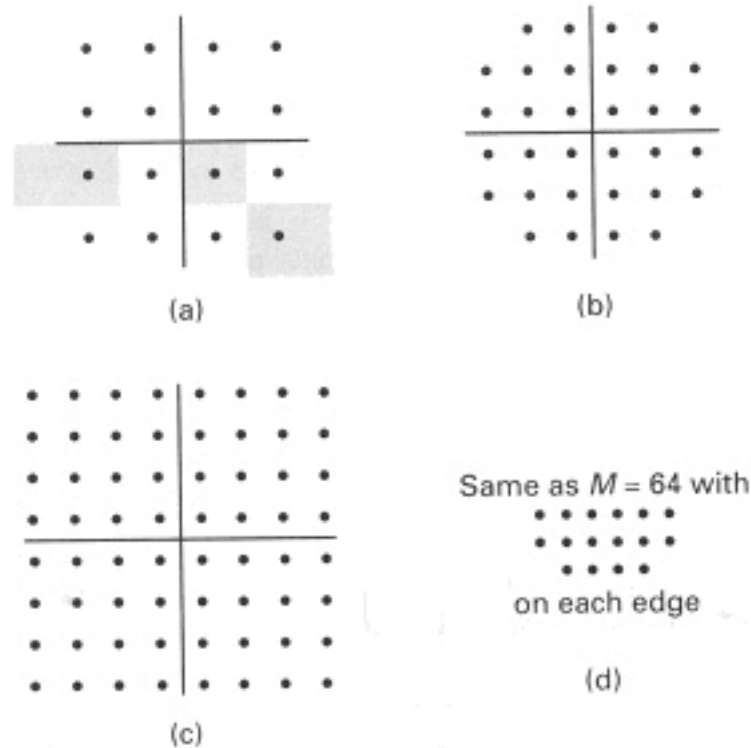 (a)
(b)
Same as M = 64 with
on each edge
(d)
(c)